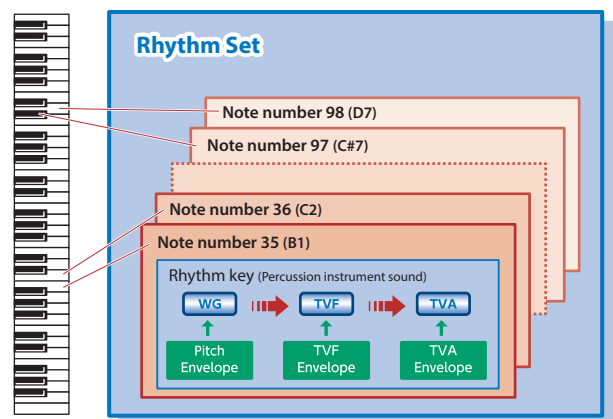 Rhythm Set
Note number 98 (D7)
Note number 97 (C#7)
Note number 36 (C2)
Note number 35 (B1)
Rhythm key (Percussion instrument sound)
WG
TVF
TVA
Pitch
Envelope
TVF
Envelope
TVA
Envelope